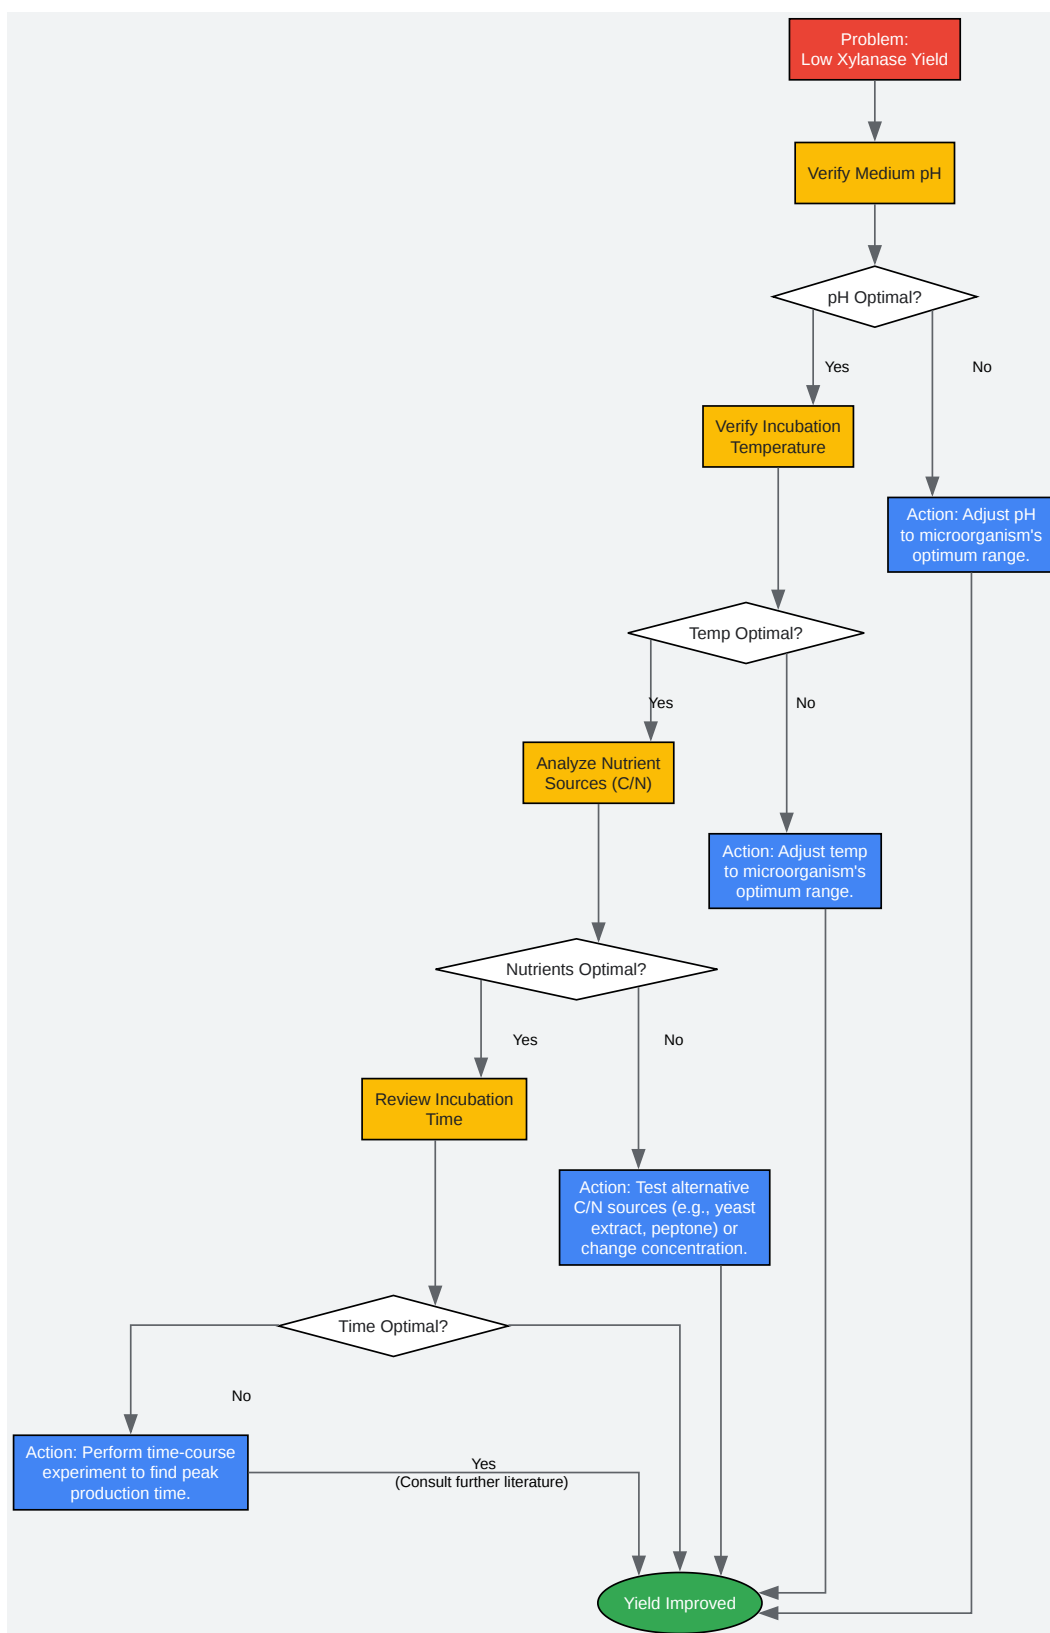 Problem:
Low Xylanase Yield
Verify Medium pH
pH Optimal?
Yes
No
Verify Incubation
Temperature
Action: Adjust pH
to microorganism's
optimum range.
Temp Optimal?
Yes
No
Analyze Nutrient
Sources (C/N)
Action: Adjust temp
to microorganism's
optimum range.
Nutrients Optimal?
Yes
No
Review Incubation
Time
Action: Test alternative
C/N sources (e.g., yeast
extract, peptone) or
change concentration.
Time Optimal?
No
Action: Perform time-course
experiment to find peak
production time.
Yes
(Consult further literature)
Yield Improved